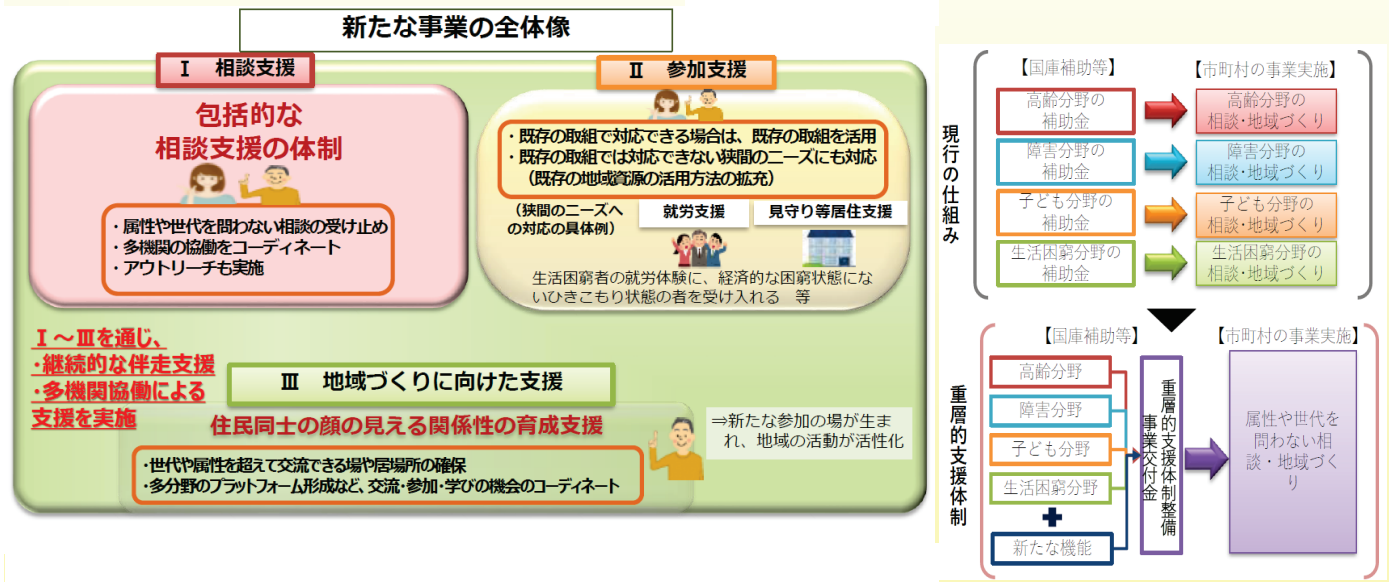 新たな事業の全体像
Ⅰ 相談支援
包括的な
相談支援の体制
・属性や世代を問わない相談の受け止め
・多機関の協働をコーディネート
・アウトリーチも実施
Ⅱ 参加支援
・既存の取組で対応できる場合は、既存の取組を活用
・既存の取組では対応できない狭間のニーズにも対応
（既存の地域資源の活用方法の拡充）
（狭間のニーズへ
の対応の具体例）
就労支援
見守り等居住支援
生活困窮者の就労体験に、経済的な困窮状態にな
いひきこもり状態の者を受け入れる 等
Ⅰ～Ⅲを通じ、
・継続的な伴走支援
・多機関協働による
支援を実施
Ⅲ 地域づくりに向けた支援
住民同士の顔の見える関係性の育成支援
・世代や属性を超えて交流できる場や居場所の確保
・多分野のプラットフォーム形成など、交流・参加・学びの機会のコーディネート
⇒新たな参加の場が生ま
れ、地域の活動が活性化
現行の仕組み
【国庫補助等】
【市町村の事業実施】
高齢分野の
補助金
高齢分野の
相談・地域づくり
障害分野の
補助金
障害分野の
相談・地域づくり
子ども分野の
補助金
子ども分野の
相談・地域づくり
生活困窮分野の
補助金
生活困窮分野の
相談・地域づくり
重層的支援体制
【国庫補助等】
【市町村の事業実施】
高齢分野
障害分野
子ども分野
生活困窮分野
新たな機能
重層的支援体制整備
事業交付金
属性や世代を
問わない相
談・地域づく
り